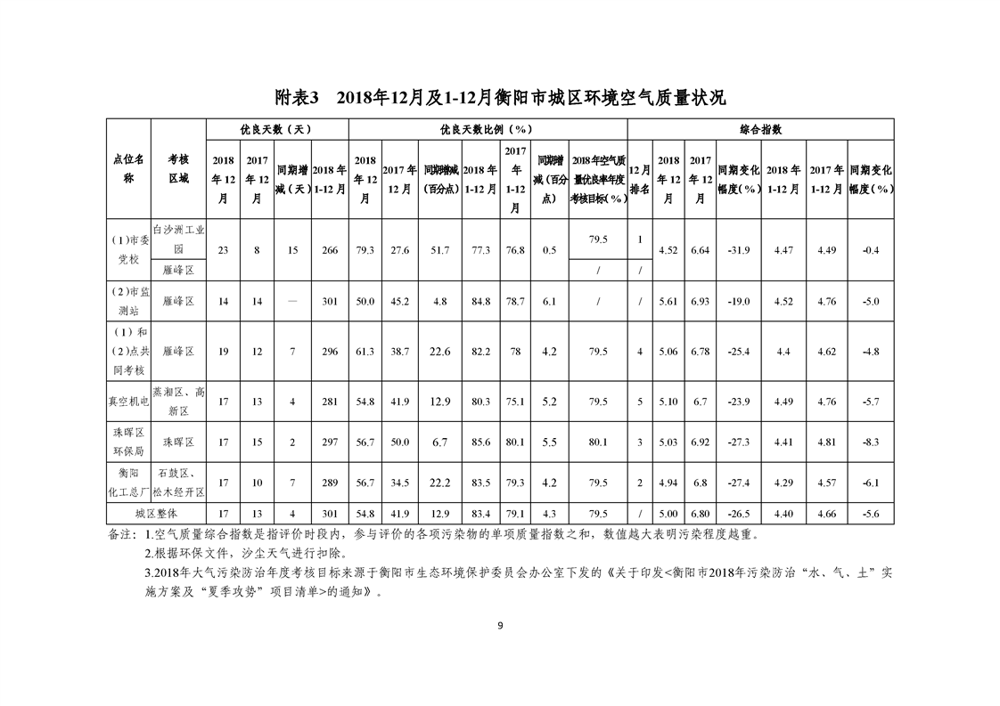 附表3 2018年12月及1-12月衡阳市城区环境空气质量状况
点位名称 考核区域 优良天数（天） 优良天数比例（%） 综合指数
2018年12月 2017年12月 同期增减（天） 2018年1-12月 2018年12月 2017年12月 同期增减（百分点） 2018年1-12月 2017年1-12月 同期增减（百分点） 2018年空气质量优良率年度考核目标（%） 12月排名 2018年12月 2017年12月 同期变化幅度（%） 2018年1-12月 2017年1-12月 同期变化幅度（%）
（1）市委党校 白沙洲工业园 23 8 15 266 79.3 27.6 51.7 77.3 76.8 0.5 79.5 1 4.52 6.64 -31.9 4.47 4.49 -0.4
雁峰区 / /
（2）市监测站 雁峰区 14 14 — 301 50.0 45.2 4.8 84.8 78.7 6.1 / / 5.61 6.93 -19.0 4.52 4.76 -5.0
（1）和（2）点共同考核 雁峰区 19 12 7 296 61.3 38.7 22.6 82.2 78 4.2 79.5 4 5.06 6.78 -25.4 4.4 4.62 -4.8
真空机电 蒸湘区、高新区 17 13 4 281 54.8 41.9 12.9 80.3 75.1 5.2 79.5 5 5.10 6.7 -23.9 4.49 4.76 -5.7
珠晖区环保局 珠晖区 17 15 2 297 56.7 50.0 6.7 85.6 80.1 5.5 80.1 3 5.03 6.92 -27.3 4.41 4.81 -8.3
衡阳化工总厂 石鼓区、松木经开区 17 10 7 289 56.7 34.5 22.2 83.5 79.3 4.2 79.5 2 4.94 6.8 -27.4 4.29 4.57 -6.1
城区整体 17 13 4 301 54.8 41.9 12.9 83.4 79.1 4.3 79.5 / 5.00 6.80 -26.5 4.40 4.66 -5.6
备注：1.空气质量综合指数是指评价时段内，参与评价的各项污染物的单项质量指数之和，数值越大表明污染程度越重。
2.根据环保文件，沙尘天气进行扣除。
3.2018年大气污染防治年度考核目标来源于衡阳市生态环境保护委员会办公室下发的《关于印发<衡阳市2018年污染防治“水、气、土”实
施方案及“夏季攻势”项目清单>的通知》。
9